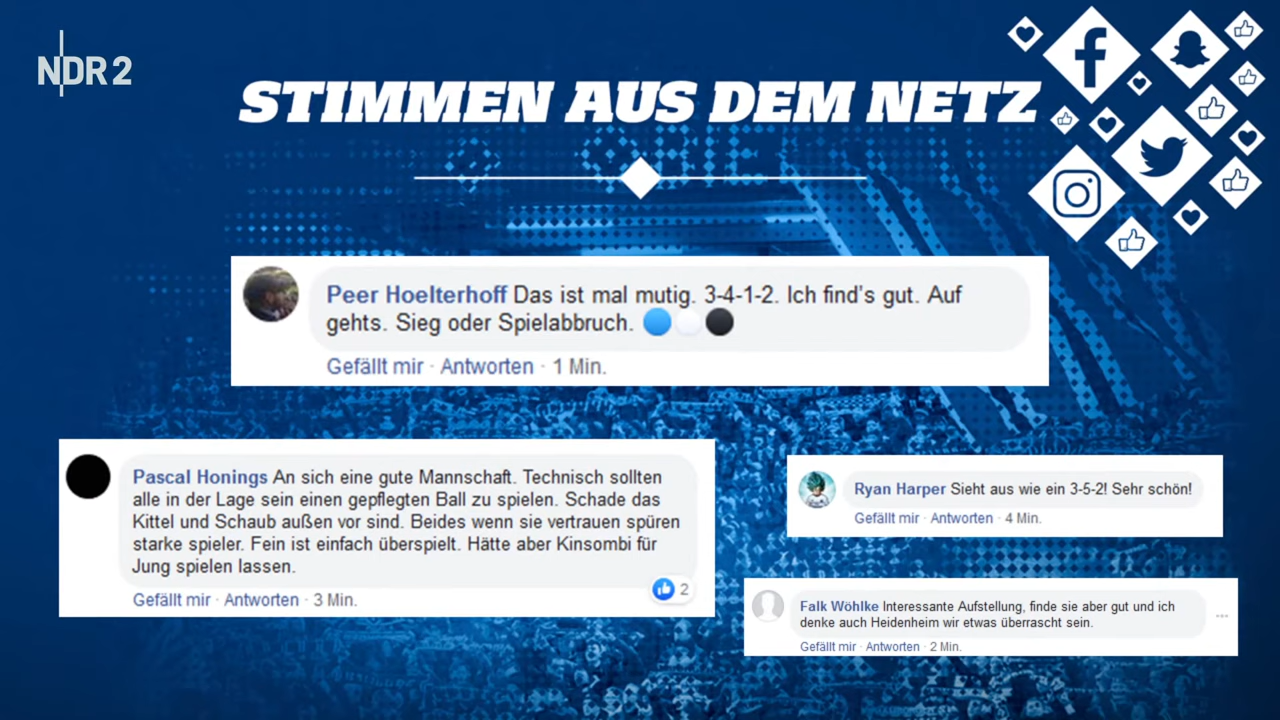 NDR 2
STIMMEN AUS DEM NETZ
Peer Hoelterhoff Das ist mal mutig. 3-4-1-2. Ich find's gut. Auf
gehts. Sieg oder Spielabbruch. 🔵⚪⚫
Gefällt mir · Antworten · 1 Min.
Pascal Honings An sich eine gute Mannschaft. Technisch sollten
alle in der Lage sein einen gepflegten Ball zu spielen. Schade das
Kittel und Schaub außen vor sind. Beides wenn sie vertrauen spüren
starke spieler. Fein ist einfach überspielt. Hätte aber Kinsombi für
Jung spielen lassen.
2
Gefällt mir · Antworten · 3 Min.
Ryan Harper Sieht aus wie ein 3-5-2! Sehr schön!
Gefällt mir · Antworten · 4 Min.
Falk Wöhlke Interessante Aufstellung, finde sie aber gut und ich
denke auch Heidenheim wir etwas überrascht sein.
Gefällt mir · Antworten · 2 Min.